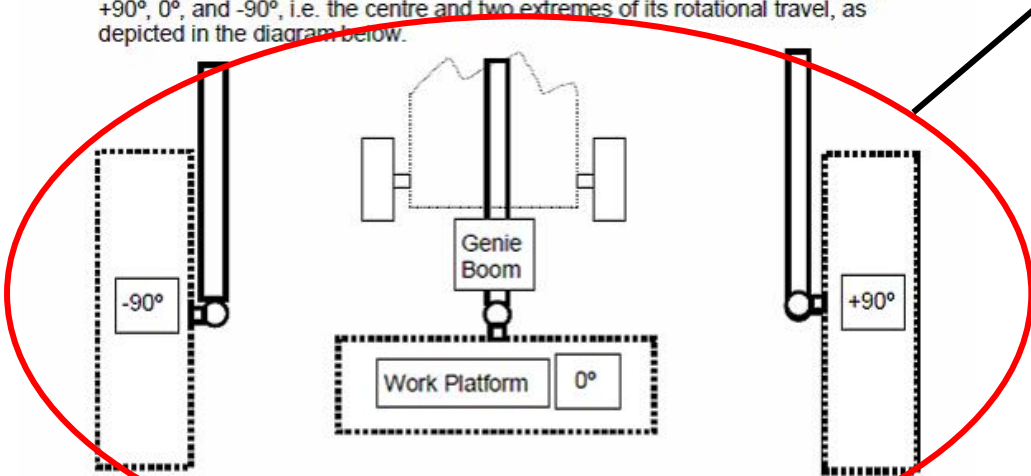 +90º, 0º, and -90º, i.e. the centre and two extremes of its rotational travel, as
depicted in the diagram below.
Genie
Boom
-90º
+90º
Work Platform
0º